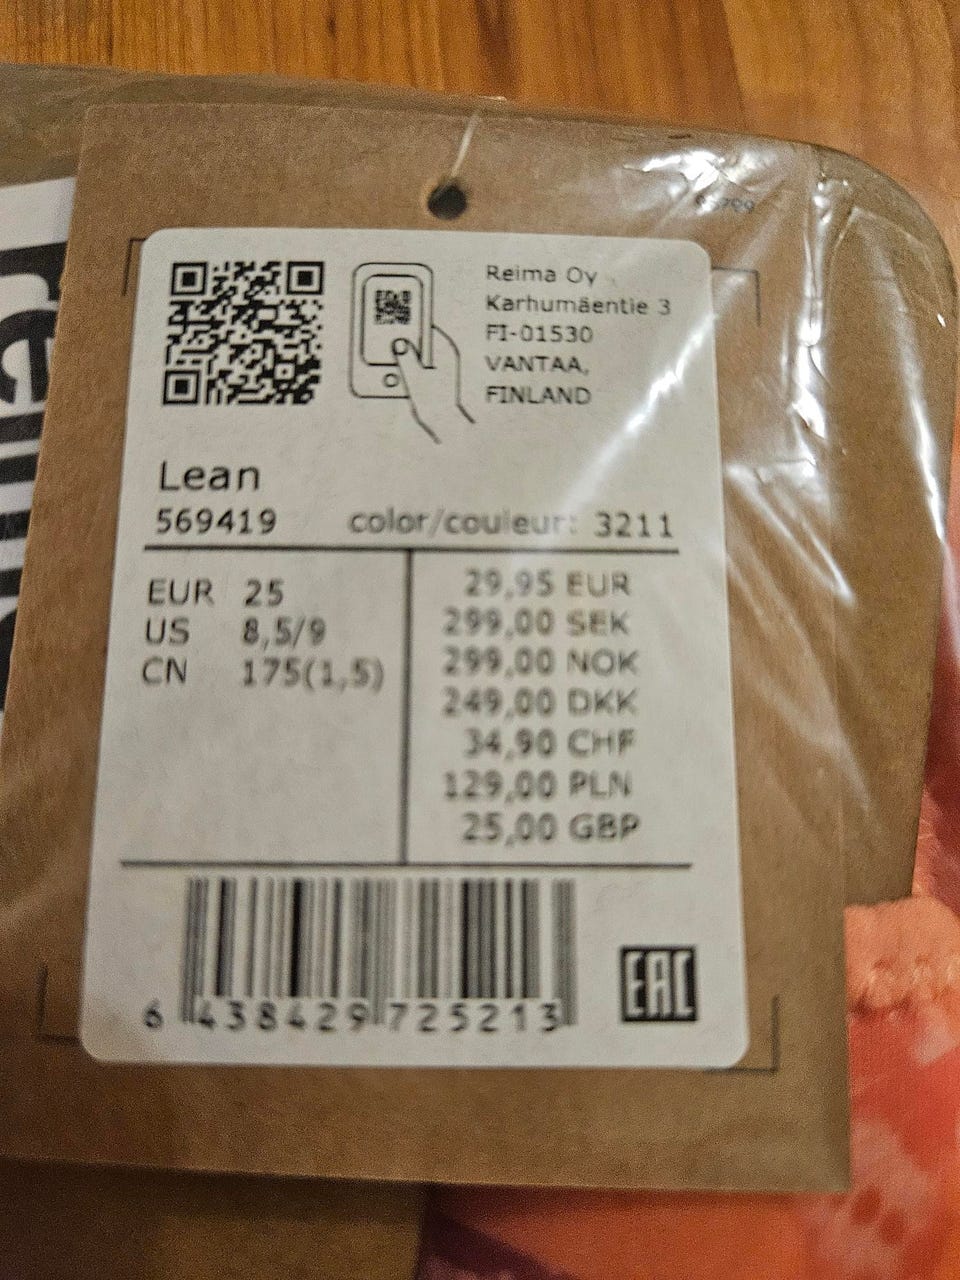 Reima Oy
Karhumäentie 3
FI-01530
VANTAA,
FINLAND
Lean
569419 color/couleur: 3211
EUR 25
US 8,5/9
CN 175(1,5)
29,95 EUR
299,00 SEK
299,00 NOK
249,00 DKK
34,90 CHF
129,00 PLN
25,00 GBP
6 438429 725213
EAC